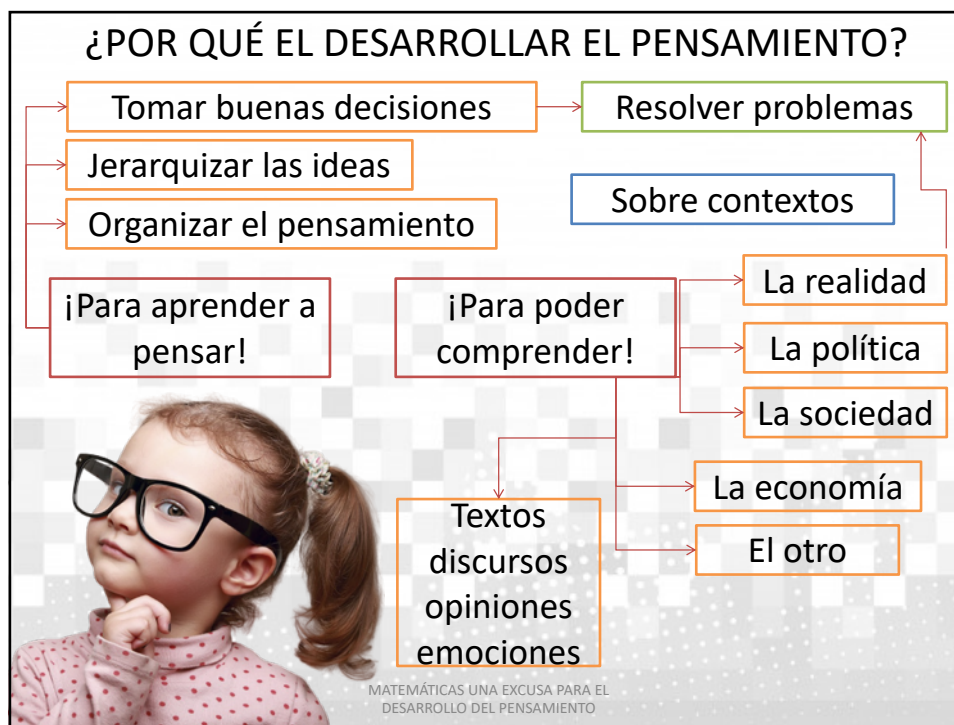 ¿POR QUÉ EL DESARROLLAR EL PENSAMIENTO?
Tomar buenas decisiones
Resolver problemas
Jerarquizar las ideas
Sobre contextos
Organizar el pensamiento
¡Para aprender a
pensar!
¡Para poder
comprender!
La realidad
La política
La sociedad
La economía
El otro
Textos
discursos
opiniones
emociones
MATEMÁTICAS UNA EXCUSA PARA EL
DESARROLLO DEL PENSAMIENTO